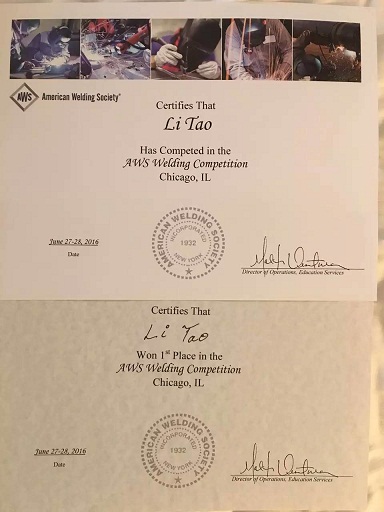 AWS American Welding Society®
Certifies That
Li Tao
Has Competed in the
AWS Welding Competition
Chicago, IL
AMERICAN WELDING SOCIETY
INCORPORATED
1932
NEW YORK
June 27-28, 2016
Date
Director of Operations, Education Services
Certifies That
Li Tao
Won 1st Place in the
AWS Welding Competition
Chicago, IL
AMERICAN WELDING SOCIETY
INCORPORATED
1932
NEW YORK
June 27-28, 2016
Date
Director of Operations, Education Services